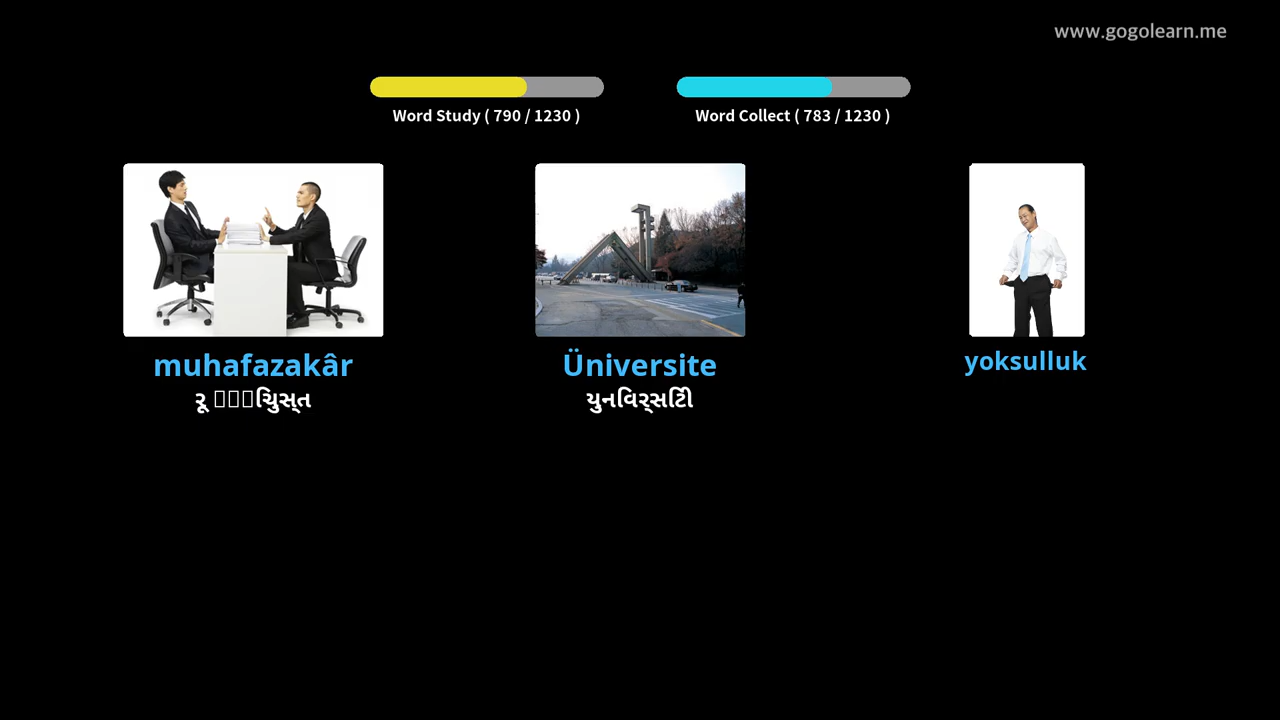 www.gogolearn.me
Word Study ( 790 / 1230 )
Word Collect ( 783 / 1230 )
muhafazakâr
Üniversite
yoksulluk
રૂ
યુનિવર્સિટી